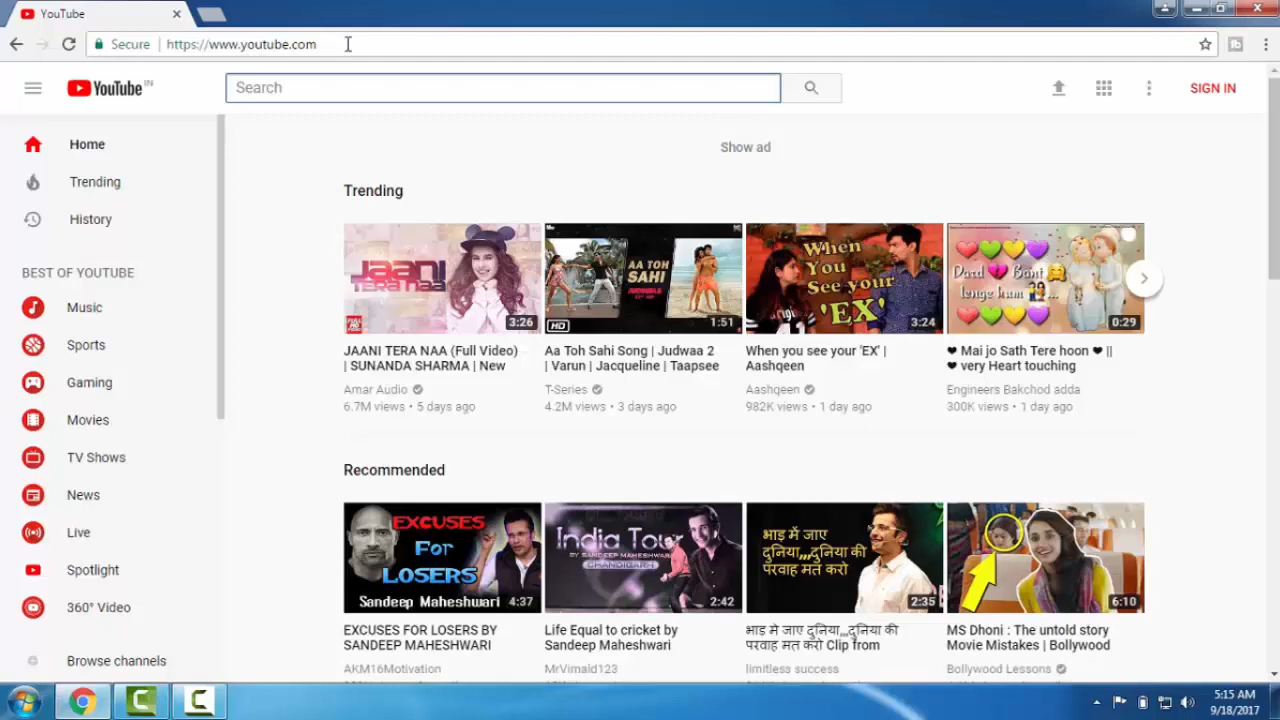 YouTube
Secure https://www.youtube.com
YouTube IN
Search
SIGN IN
Home
Trending
History
BEST OF YOUTUBE
Music
Sports
Gaming
Movies
TV Shows
News
Live
Spotlight
360° Video
Browse channels
Show ad
Trending
JAANI
TERA NAA
3:26
AA TOH
SAHI
HD
1:51
When
You
See your
'EX'
3:24
Dard 💔 Bant
lenge hum
0:29
JAANI TERA NAA (Full Video)
| SUNANDA SHARMA | New
Amar Audio
6.7M views • 5 days ago
Aa Toh Sahi Song | Judwaa 2
| Varun | Jacqueline | Taapsee
T-Series
4.2M views • 3 days ago
When you see your 'EX' |
Aashqeen
Aashqeen
982K views • 1 day ago
❤ Mai jo Sath Tere hoon ❤ ||
❤ very Heart touching
Engineers Bakchod adda
300K views • 1 day ago
Recommended
EXCUSES
For
LOSERS
Sandeep Maheshwari
4:37
India Tour
BY SANDEEP MAHESHWARI
CHANDIGARH
2:42
भाड़ में जाए
दुनिया,,,दुनिया की
परवाह मत करो
2:35
6:10
EXCUSES FOR LOSERS BY
SANDEEP MAHESHWARI
AKM16Motivation
Life Equal to cricket by
Sandeep Maheshwari
MrVimald123
भाड़ मे जाए दुनिया,,,दुनिया की
परवाह मत करो Clip from
limitless success
MS Dhoni : The untold story
Movie Mistakes | Bollywood
Bollywood Lessons
5:15 AM
9/18/2017